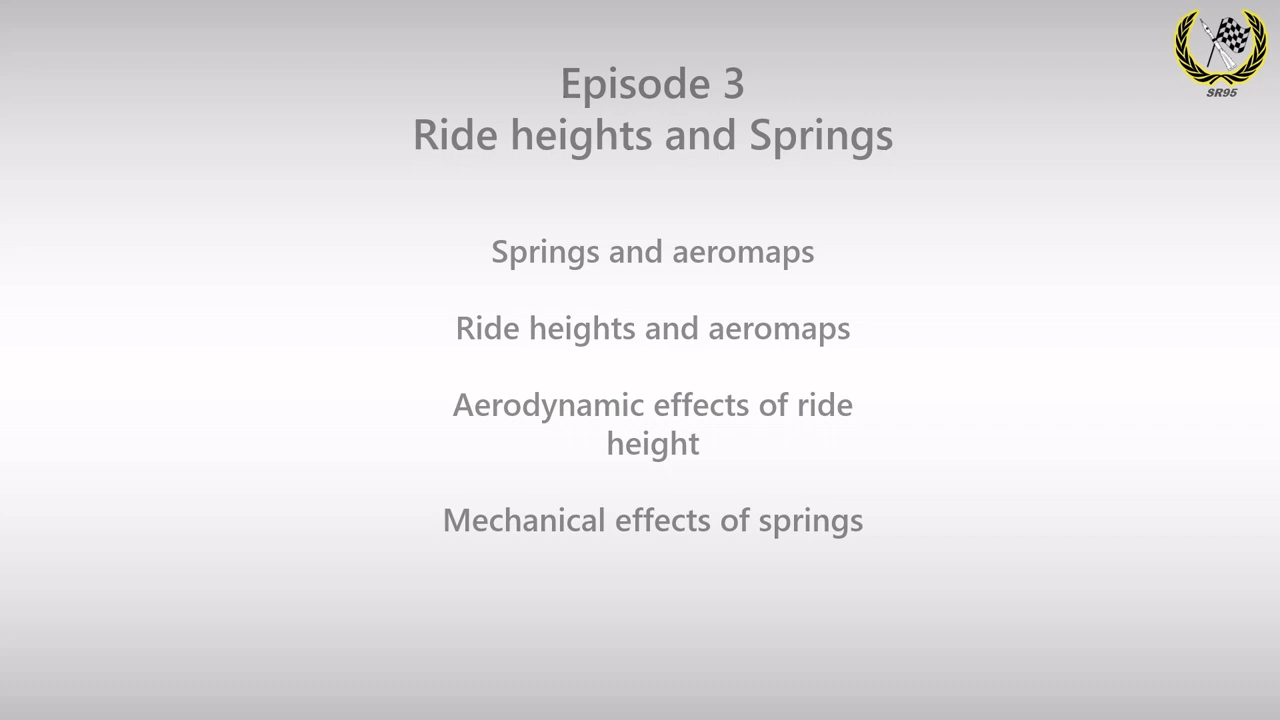 SR95
Episode 3
Ride heights and Springs
Springs and aeromaps
Ride heights and aeromaps
Aerodynamic effects of ride
height
Mechanical effects of springs